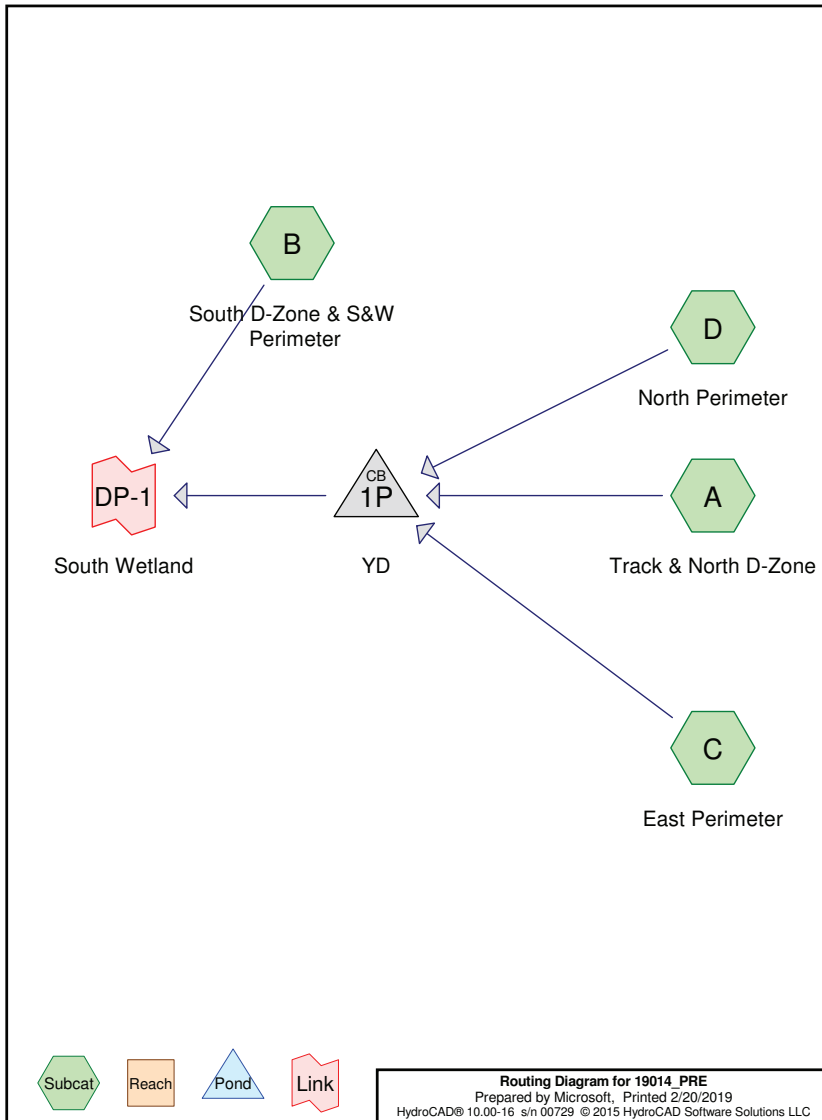 B
South D-Zone & S&W
Perimeter
D
North Perimeter
DP-1
South Wetland
CB
1P
YD
A
Track & North D-Zone
C
East Perimeter
Subcat
Reach
Pond
Link
Routing Diagram for 19014_PRE
Prepared by Microsoft, Printed 2/20/2019
HydroCAD® 10.00-16 s/n 00729 © 2015 HydroCAD Software Solutions LLC